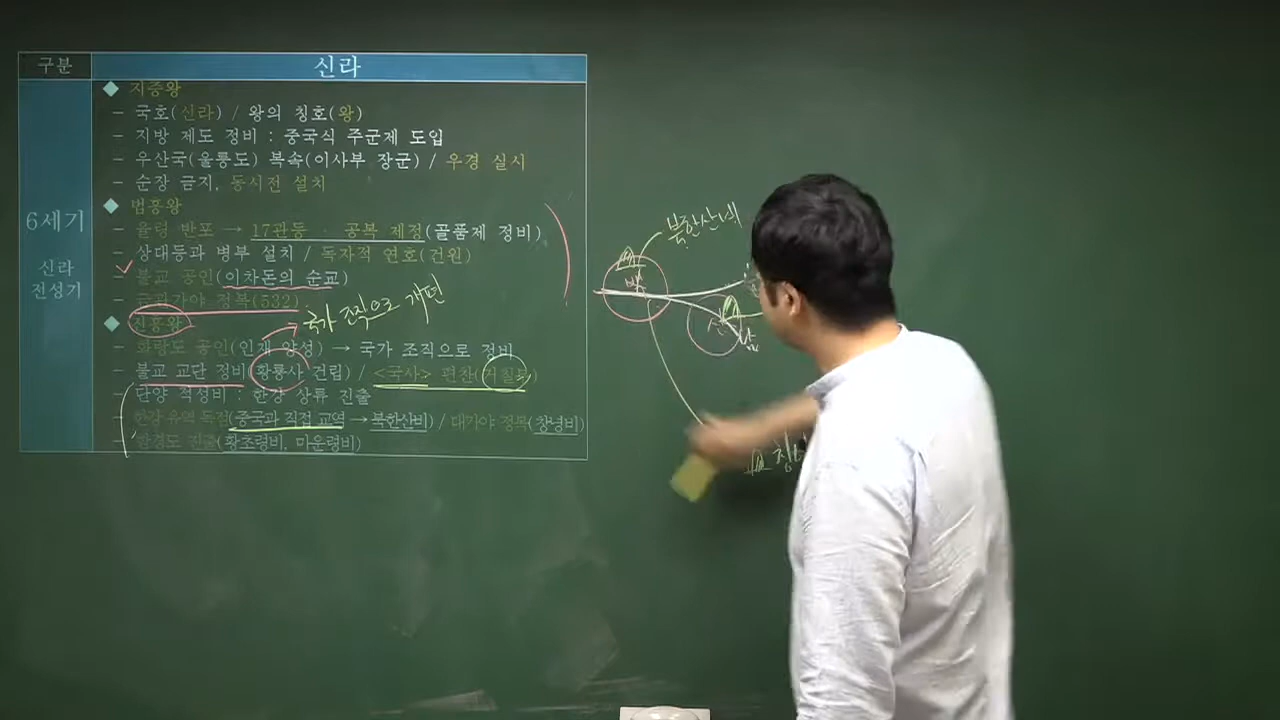 구분
신라
6세기
신라
전성기
◆ 지증왕
- 국호(신라) / 왕의 칭호(왕)
- 지방 제도 정비 : 중국식 주군제 도입
- 우산국(울릉도) 복속(이사부 장군) / 우경 실시
- 순장 금지, 동시전 설치
◆ 법흥왕
- 율령 반포 → 17관등 · 공복 제정(골품제 정비)
- 상대등과 병부 설치 / 독자적 연호(건원)
- 불교 공인(이차돈의 순교)
- 금관가야 정복(532)
국가 조직으로 개편
◆ 진흥왕
- 화랑도 공인(인재 양성) → 국가 조직으로 정비
- 불교 교단 정비(황룡사 건립) / <국사> 편찬(거칠부)
- 단양 적성비 : 한강 상류 진출
- 한강 유역 독점(중국과 직접 교역 → 북한산비) / 대가야 정복(창녕비)
- 함경도 진출(황초령비, 마운령비)
북한산비
백
신
남